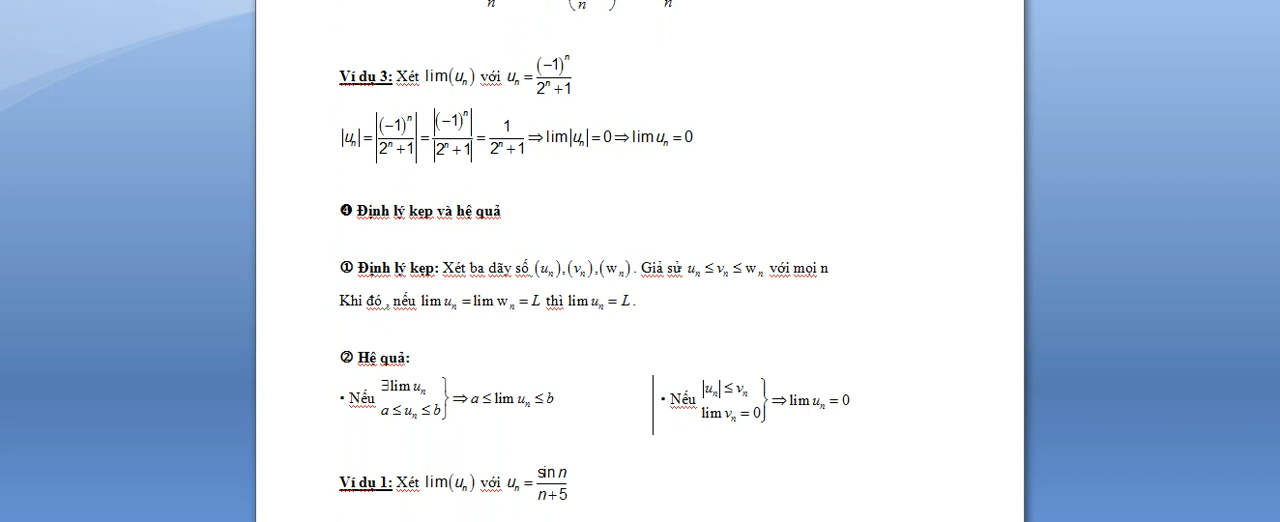 Ví dụ 3: Xét lim(uₙ) với uₙ = (−1)ⁿ / (2ⁿ + 1)
|uₙ| = |(−1)ⁿ / (2ⁿ + 1)| = |(−1)ⁿ| / |2ⁿ + 1| = 1 / (2ⁿ + 1) ⇒ lim|uₙ| = 0 ⇒ lim uₙ = 0
❹ Định lý kẹp và hệ quả
① Định lý kẹp: Xét ba dãy số (uₙ),(vₙ),(wₙ). Giả sử uₙ ≤ vₙ ≤ wₙ với mọi n
Khi đó , nếu lim uₙ = lim wₙ = L thì lim uₙ = L.
② Hệ quả:
• Nếu ∃lim uₙ
a ≤ uₙ ≤ b } ⇒ a ≤ lim uₙ ≤ b
• Nếu |uₙ| ≤ vₙ
lim vₙ = 0 } ⇒ lim uₙ = 0
Ví dụ 1: Xét lim(uₙ) với uₙ = sin n / (n+5)